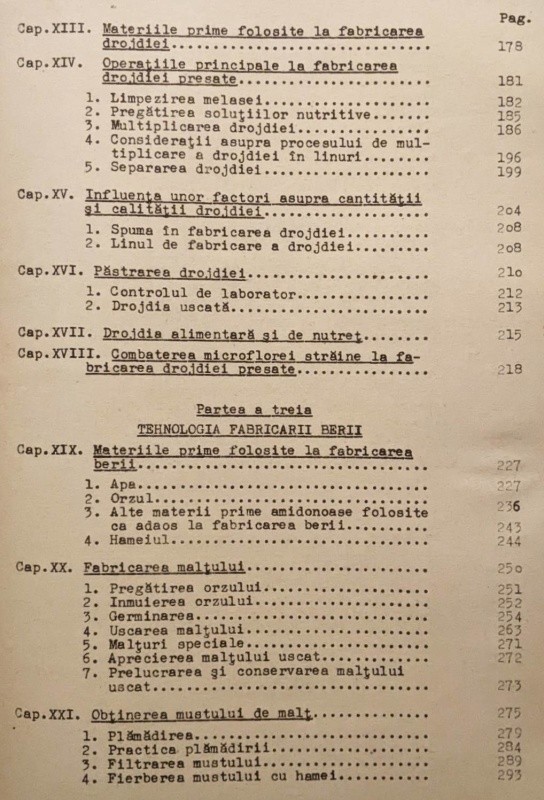 Pag.
Cap.XIII. Materiile prime folosite la fabricarea
drojdiei............................... 178
Cap.XIV. Operaţiile principale la fabricarea
drojdiei presate....................... 181
1. Limpezirea melasei.................... 182
2. Pregătirea soluţiilor nutritive....... 185
3. Multiplicarea drojdiei................ 186
4. Consideraţii asupra procesului de mul-
tiplicare a drojdiei în linuri........ 196
5. Separarea drojdiei.................... 199
Cap.XV. Influenţa unor factori asupra cantităţii
şi calităţii drojdiei.................. 204
1. Spuma în fabricarea drojdiei.......... 208
2. Linul de fabricare a drojdiei......... 208
Cap.XVI. Păstrarea drojdiei...................... 210
1. Controlul de laborator................ 212
2. Drojdia uscată........................ 213
Cap.XVII. Drojdia alimentară şi de nutreţ........ 215
Cap.XVIII. Combaterea microflorei străine la fa-
bricarea drojdiei presate................ 218
Partea a treia
TEHNOLOGIA FABRICARII BERII
Cap.XIX. Materiile prime folosite la fabricarea
berii................................... 227
1. Apa................................... 227
2. Orzul................................. 236
3. Alte materii prime amidonoase folosite
ca adaos la fabricarea berii.......... 243
4. Hameiul............................... 244
Cap.XX. Fabricarea malţului...................... 250
1. Pregătirea orzului.................... 251
2. Inmuierea orzului..................... 252
3. Germinarea............................ 254
4. Uscarea malţului...................... 263
5. Malţuri speciale...................... 271
6. Aprecierea malţului uscat............. 272
7. Prelucrarea şi conservarea malţului
uscat................................. 273
Cap.XXI. Obţinerea mustului de malţ.............. 275
1. Plămădirea............................ 279
2. Practica plămădirii................... 284
3. Filtrarea mustului.................... 289
4. Fierberea mustului cu hamei........... 293